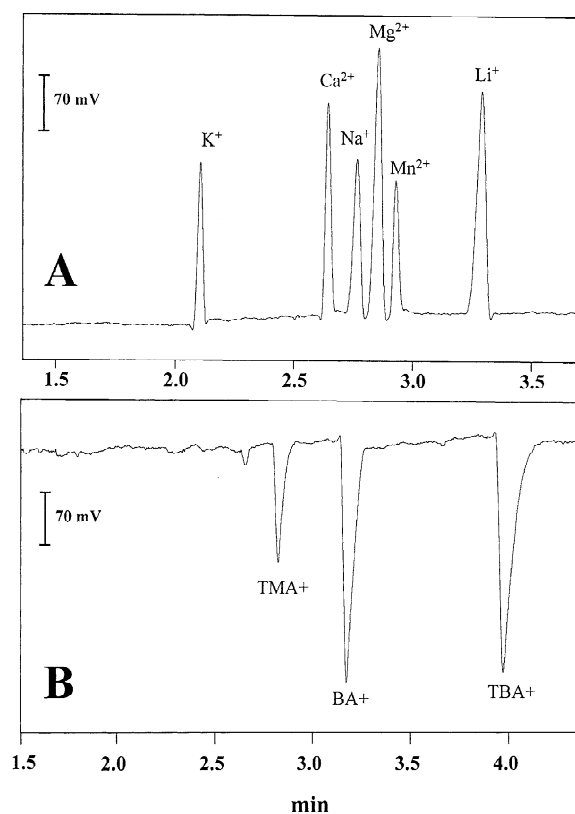 Mg²⁺
Ca²⁺
Li⁺
70 mV
K⁺
Na⁺
Mn²⁺
A
1.5 2.0 2.5 3.0 3.5
70 mV
TMA+
B
BA+
TBA+
1.5 2.0 2.5 3.0 3.5 4.0
min